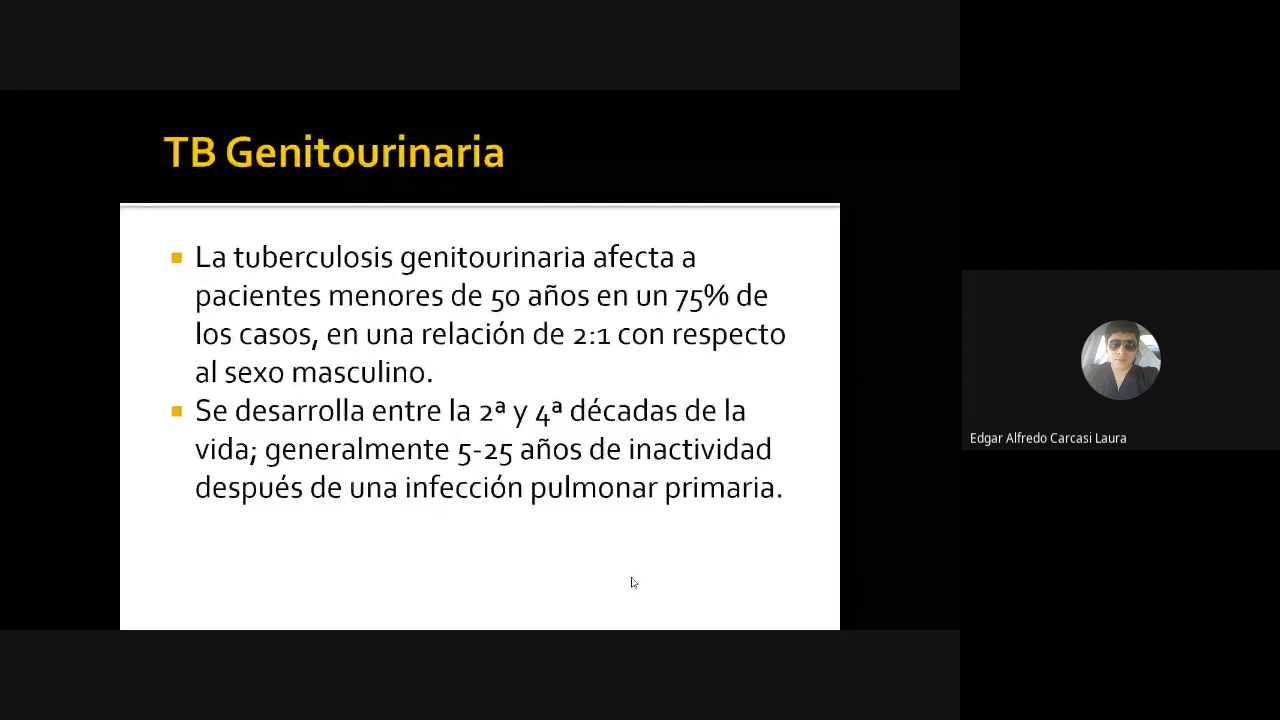 TB Genitourinaria
La tuberculosis genitourinaria afecta a
pacientes menores de 50 años en un 75% de
los casos, en una relación de 2:1 con respecto
al sexo masculino.
Se desarrolla entre la 2ª y 4ª décadas de la
vida; generalmente 5-25 años de inactividad
después de una infección pulmonar primaria.
Edgar Alfredo Carcasi Laura